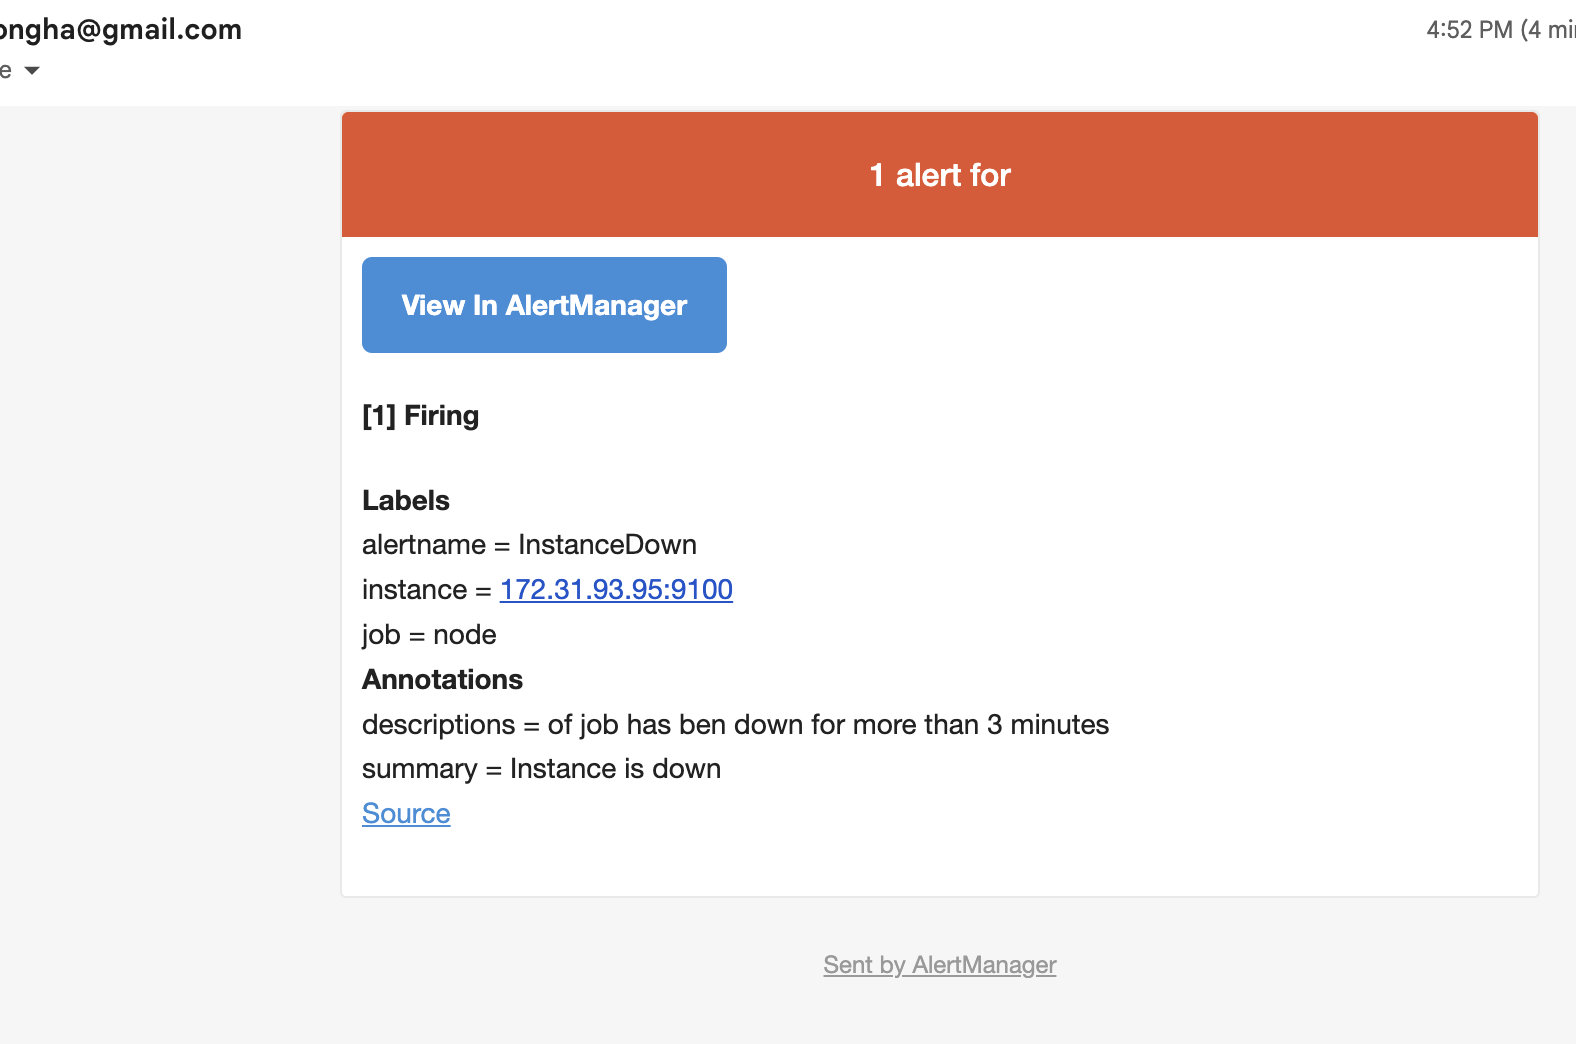 ongha@gmail.com
4:52 PM (4 mi
e
1 alert for
View In AlertManager
[1] Firing
Labels
alertname = InstanceDown
instance = 172.31.93.95:9100
job = node
Annotations
descriptions = of job has ben down for more than 3 minutes
summary = Instance is down
Source
Sent by AlertManager